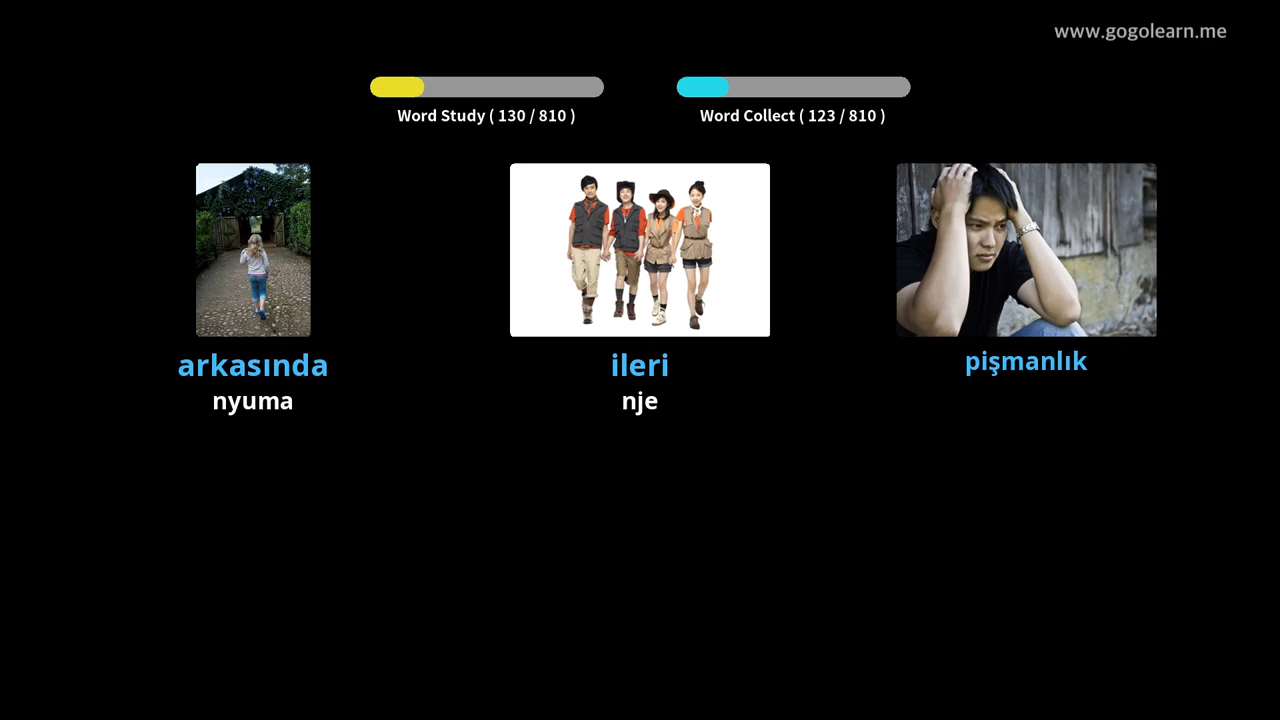 www.gogolearn.me
Word Study ( 130 / 810 )
Word Collect ( 123 / 810 )
arkasında
nyuma
ileri
nje
pişmanlık